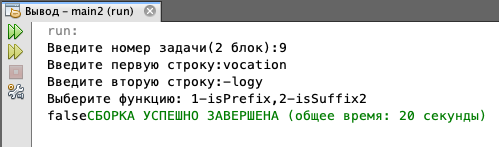 Вывод – main2 (run)
run:
Введите номер задачи(2 блок):9
Введите первую строку:vocation
Введите вторую строку:-logy
Выберите функцию: 1-isPrefix,2-isSuffix2
falseСБОРКА УСПЕШНО ЗАВЕРШЕНА (общее время: 20 секунды)